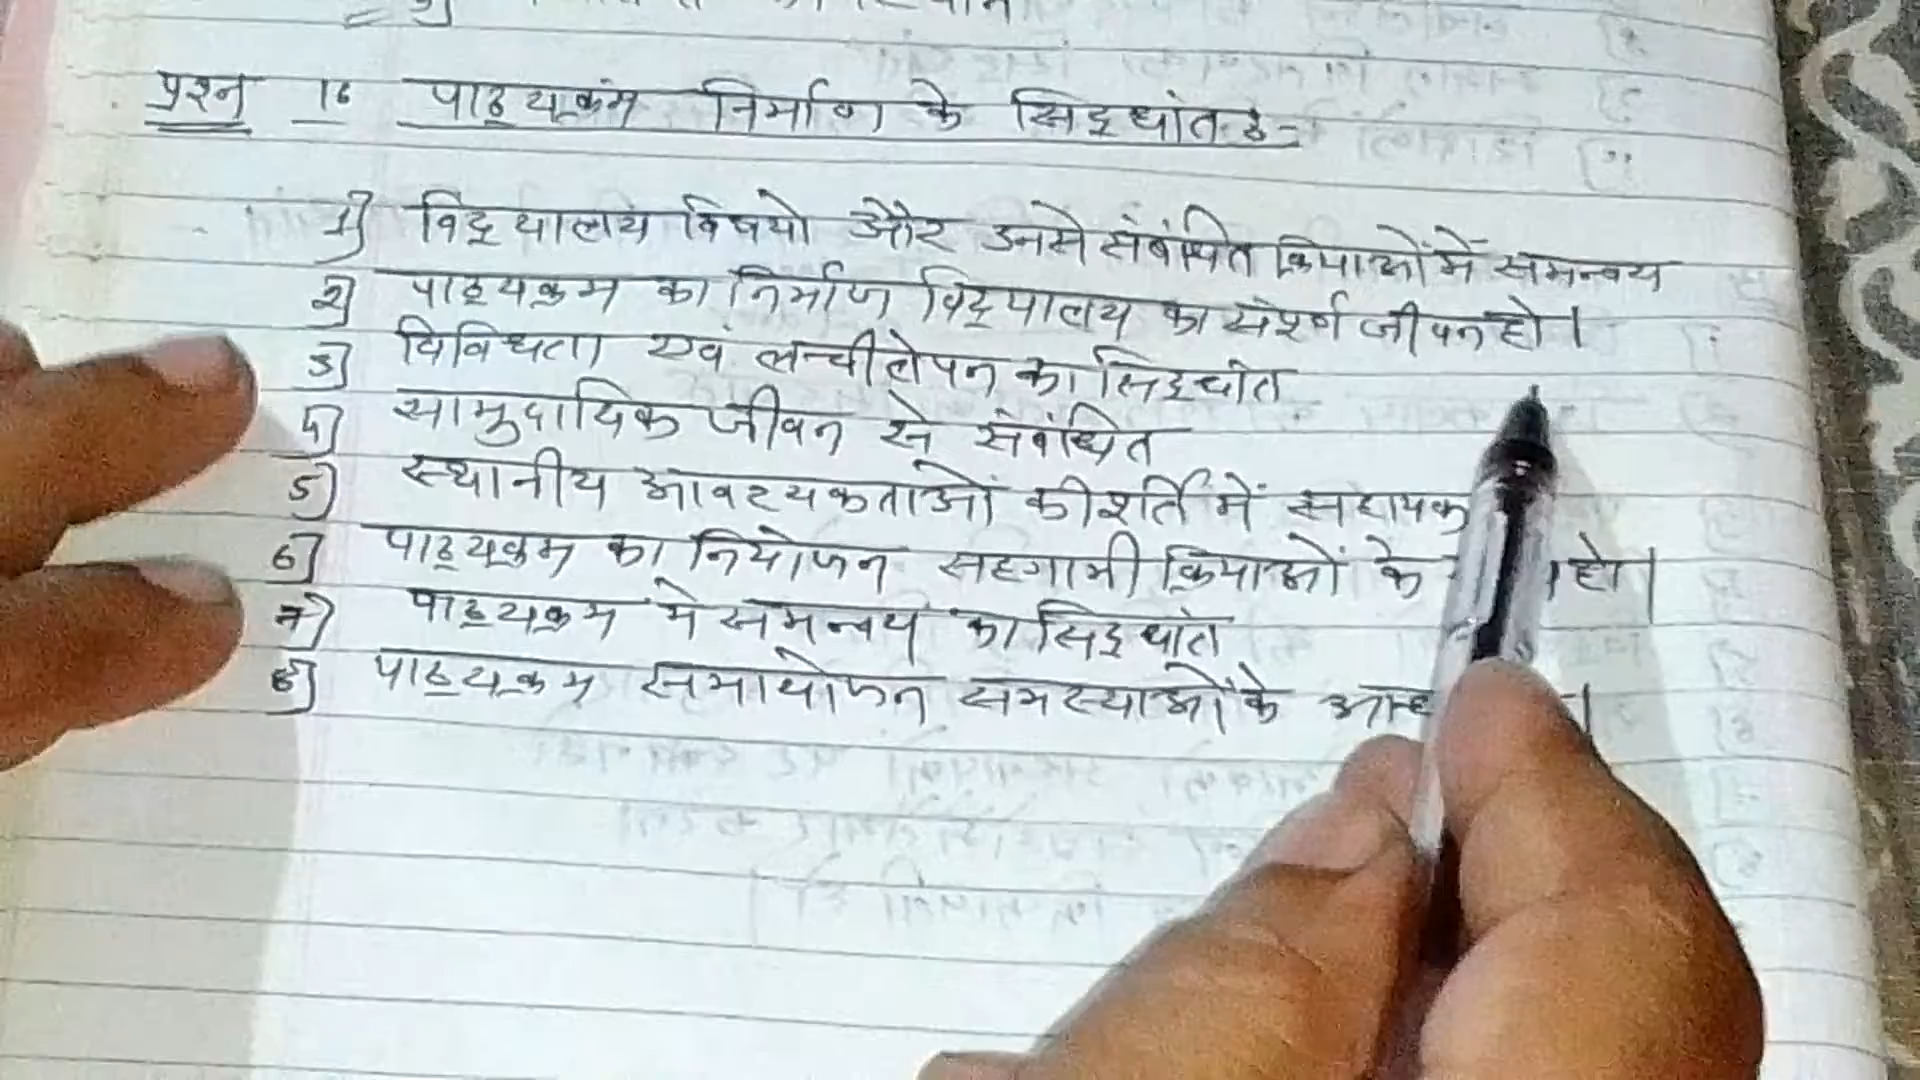 प्रश्न 16 पाठ्यक्रम निर्माण के सिद्धांत :-
1) विद्यालय विषयो और उनसे संबंधित क्रियाओं में समन्वय
2) पाठ्यक्रम का निर्माण विद्यालय का संपूर्ण जीवन हो।
3) विविधता एवं लचीलेपन का सिद्धांत
4) सामुदायिक जीवन से संबंधित
5) स्थानीय आवश्यकताओं की पूर्ति में सहायक
6) पाठ्यक्रम का नियोजन सहगामी क्रियाओं के हो।
7) पाठ्यक्रम मे समन्वय का सिद्धांत
8) पाठ्यक्रम समायोजन समस्याओं के